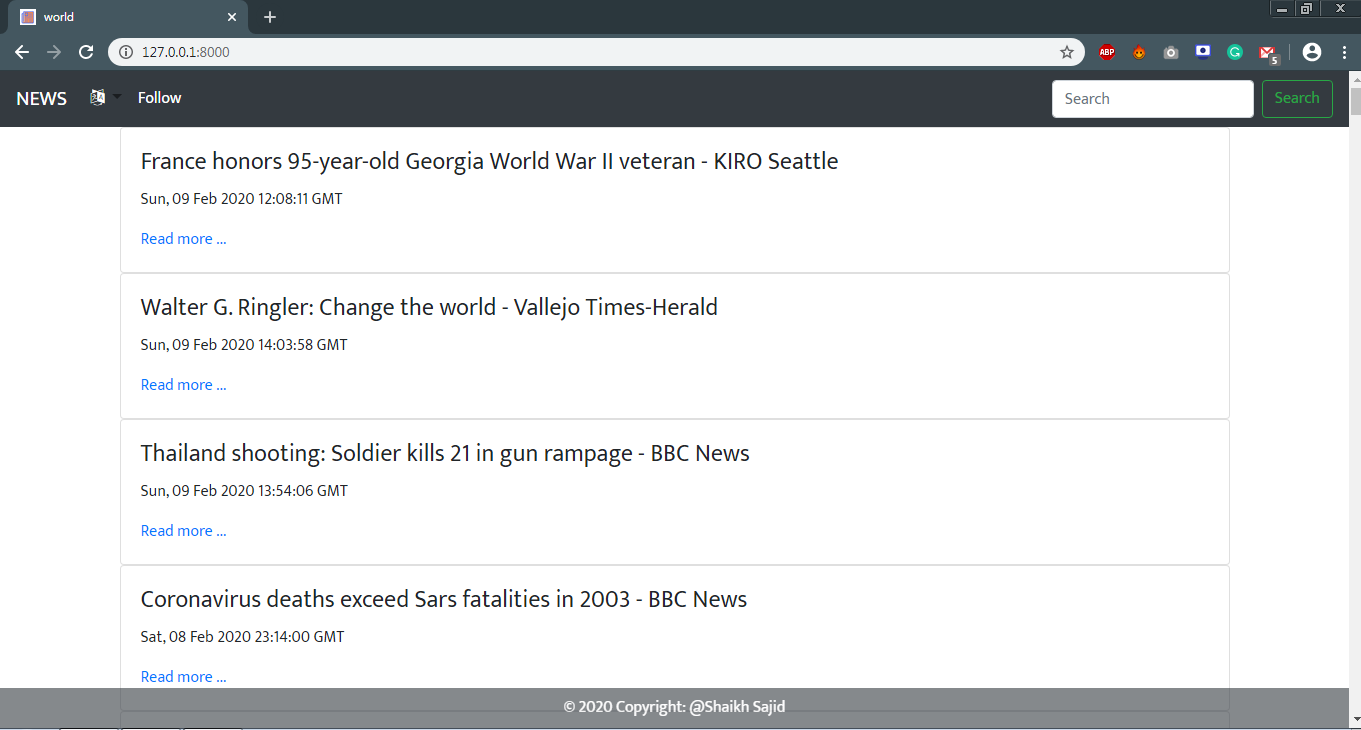 world
127.0.0.1:8000
ABP
G
5
NEWS Follow Search Search
France honors 95-year-old Georgia World War II veteran - KIRO Seattle
Sun, 09 Feb 2020 12:08:11 GMT
Read more ...
Walter G. Ringler: Change the world - Vallejo Times-Herald
Sun, 09 Feb 2020 14:03:58 GMT
Read more ...
Thailand shooting: Soldier kills 21 in gun rampage - BBC News
Sun, 09 Feb 2020 13:54:06 GMT
Read more ...
Coronavirus deaths exceed Sars fatalities in 2003 - BBC News
Sat, 08 Feb 2020 23:14:00 GMT
Read more ...
© 2020 Copyright: @Shaikh Sajid